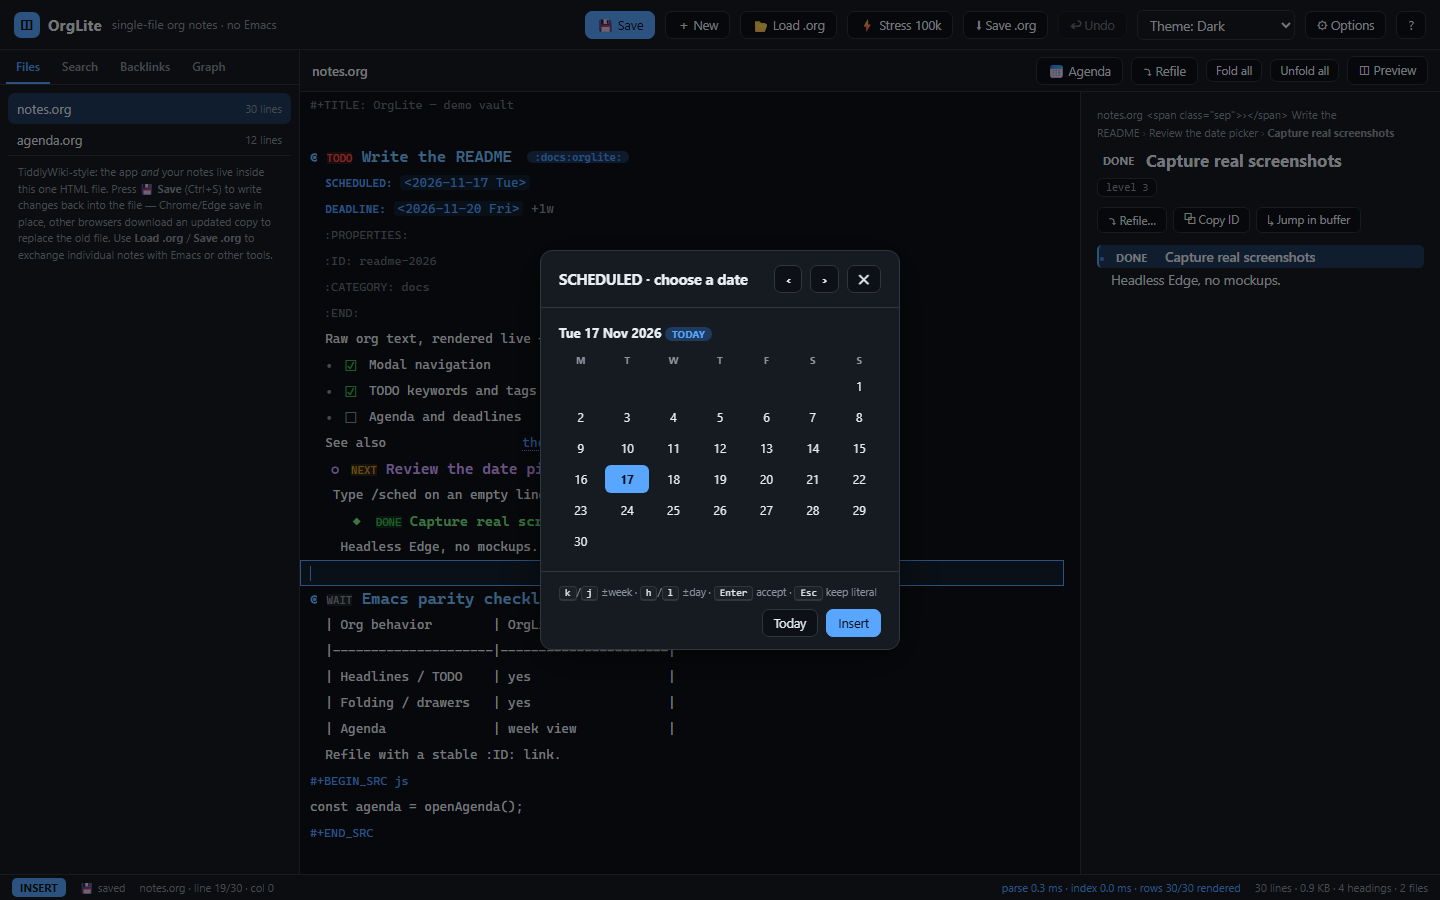 OrgLite single-file org notes · no Emacs
Save + New Load .org Stress 100k Save .org Undo Theme: Dark Options ?
Files Search Backlinks Graph
notes.org Agenda Refile Fold all Unfold all Preview
notes.org 30 lines
agenda.org 12 lines
TiddlyWiki-style: the app and your notes live inside
this one HTML file. Press Save (Ctrl+S) to write
changes back into the file — Chrome/Edge save in
place, other browsers download an updated copy to
replace the old file. Use Load .org / Save .org to
exchange individual notes with Emacs or other tools.
#+TITLE: OrgLite — demo vault
TODO Write the README :docs:orglite:
SCHEDULED: <2026-11-17 Tue>
DEADLINE: <2026-11-20 Fri> +1w
:PROPERTIES:
:ID: readme-2026
:CATEGORY: docs
:END:
Raw org text, rendered live
• ☑ Modal navigation
• ☑ TODO keywords and tags
• ☐ Agenda and deadlines
See also
NEXT Review the date
Type /sched on an empty
DONE Capture real
Headless Edge, no mockups.
WAIT Emacs parity
| Org behavior |
|---------------------|---------------------|
| Headlines / TODO | yes |
| Folding / drawers | yes |
| Agenda | week view |
Refile with a stable :ID: link.
#+BEGIN_SRC js
const agenda = openAgenda();
#+END_SRC
SCHEDULED · choose a date ‹ › ✕
Tue 17 Nov 2026 TODAY
M T W T F S S
1
2 3 4 5 6 7 8
9 10 11 12 13 14 15
16 17 18 19 20 21 22
23 24 25 26 27 28 29
30
k/j ±week · h/l ±day · Enter accept · Esc keep literal
Today Insert
notes.org <span class="sep">›</span> Write the
README › Review the date picker › Capture real screenshots
DONE Capture real screenshots
level 3
Refile... Copy ID Jump in buffer
DONE Capture real screenshots
Headless Edge, no mockups.
INSERT saved notes.org · line 19/30 · col 0 parse 0.3 ms · index 0.0 ms · rows 30/30 rendered 30 lines · 0.9 KB · 4 headings · 2 files